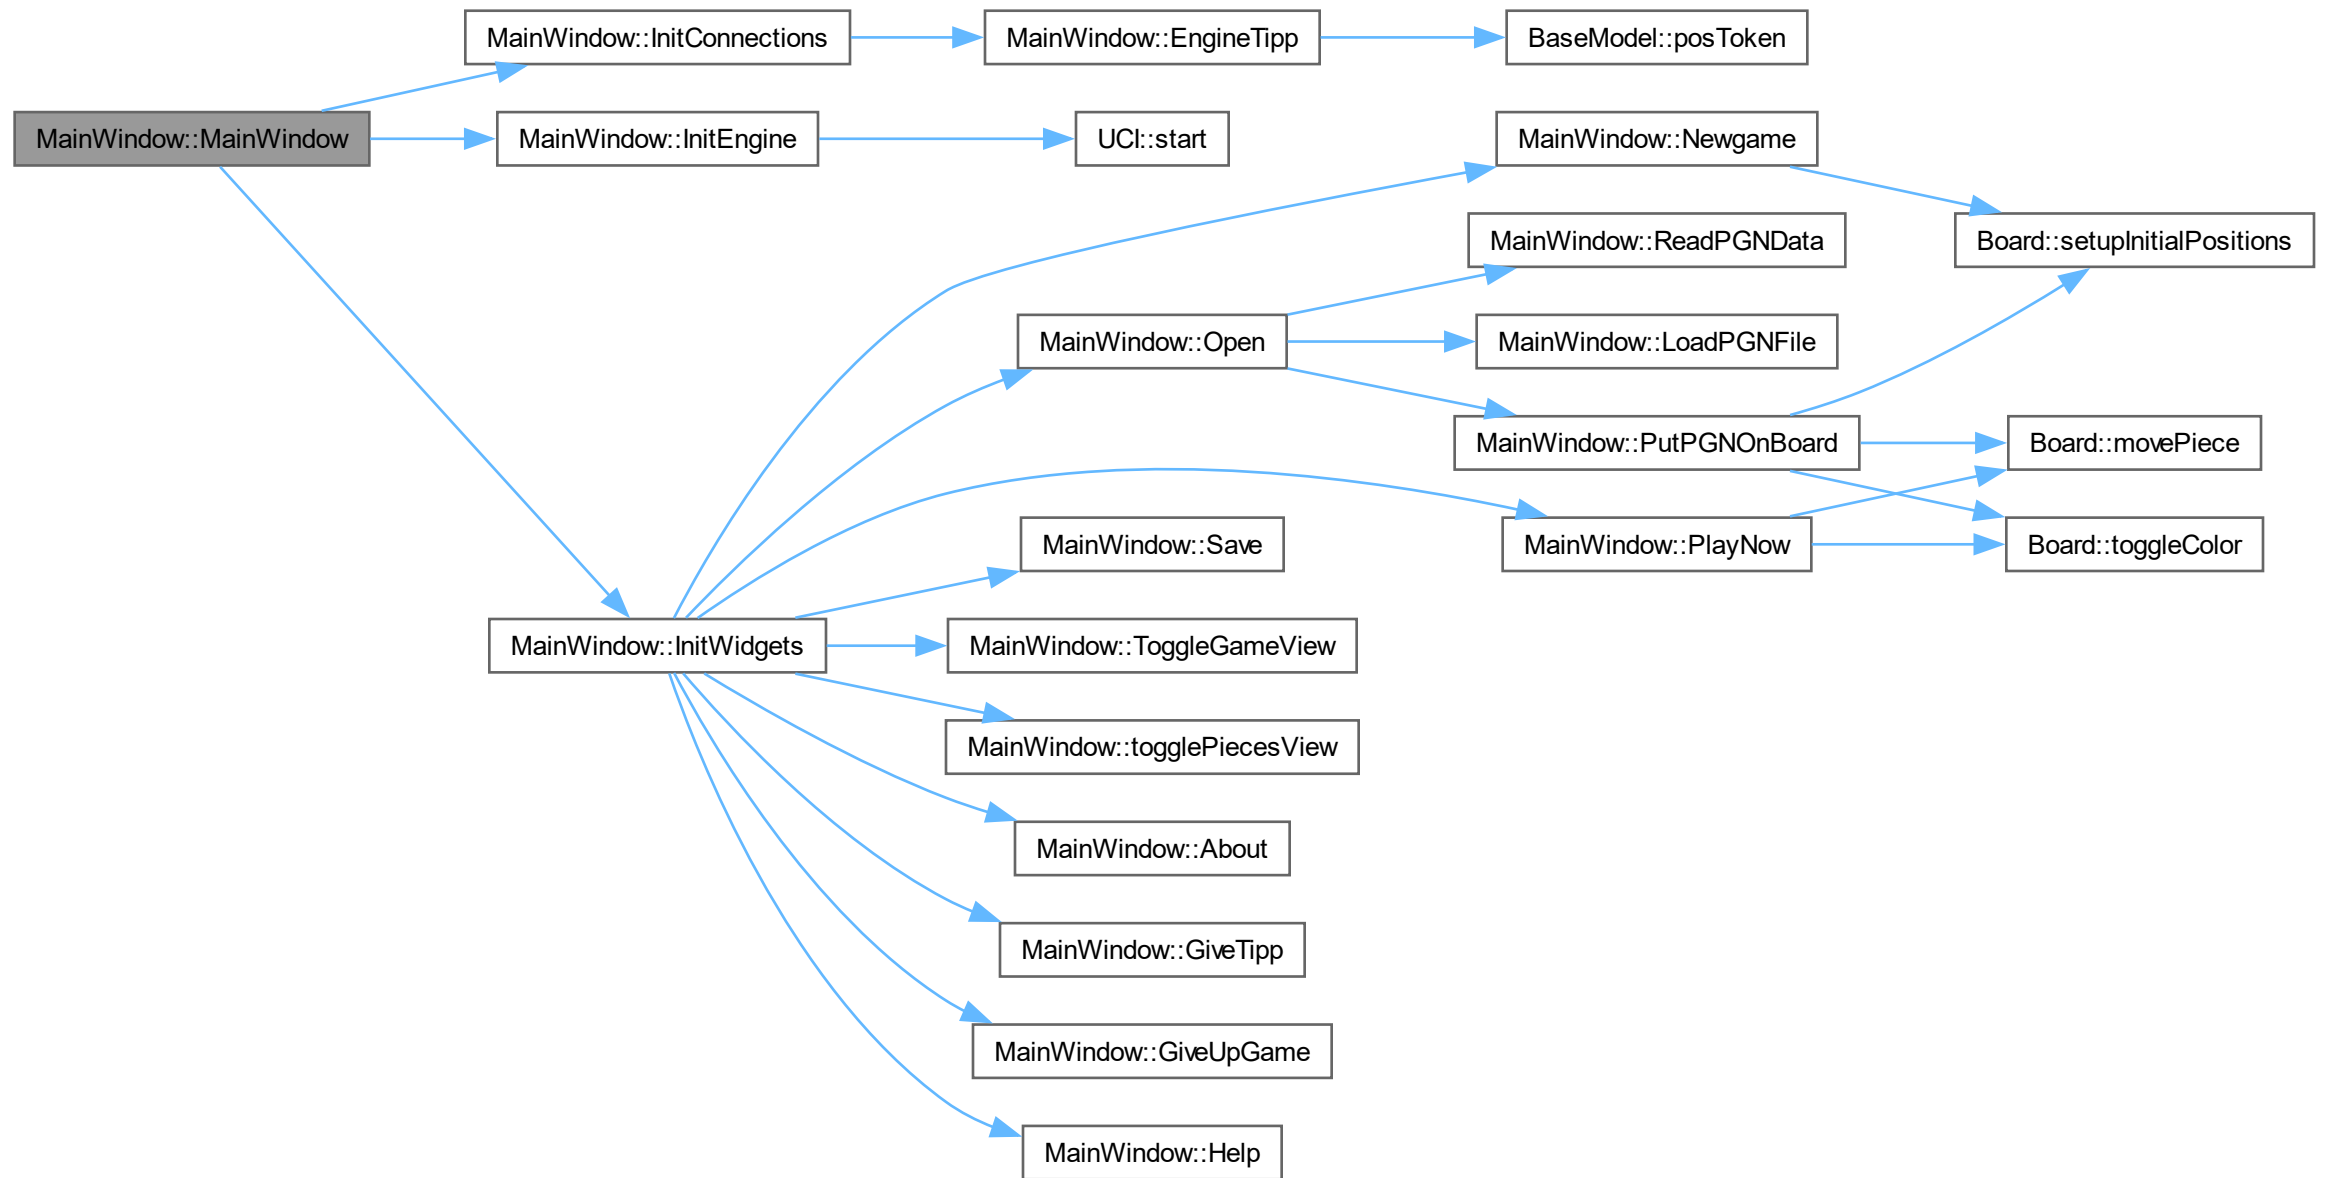 MainWindow::InitConnections
MainWindow::EngineTipp
BaseModel::posToken
MainWindow::MainWindow
MainWindow::InitEngine
UCI::start
MainWindow::Newgame
MainWindow::ReadPGNData
Board::setupInitialPositions
MainWindow::Open
MainWindow::LoadPGNFile
MainWindow::PutPGNOnBoard
Board::movePiece
MainWindow::Save
MainWindow::PlayNow
Board::toggleColor
MainWindow::InitWidgets
MainWindow::ToggleGameView
MainWindow::togglePiecesView
MainWindow::About
MainWindow::GiveTipp
MainWindow::GiveUpGame
MainWindow::Help